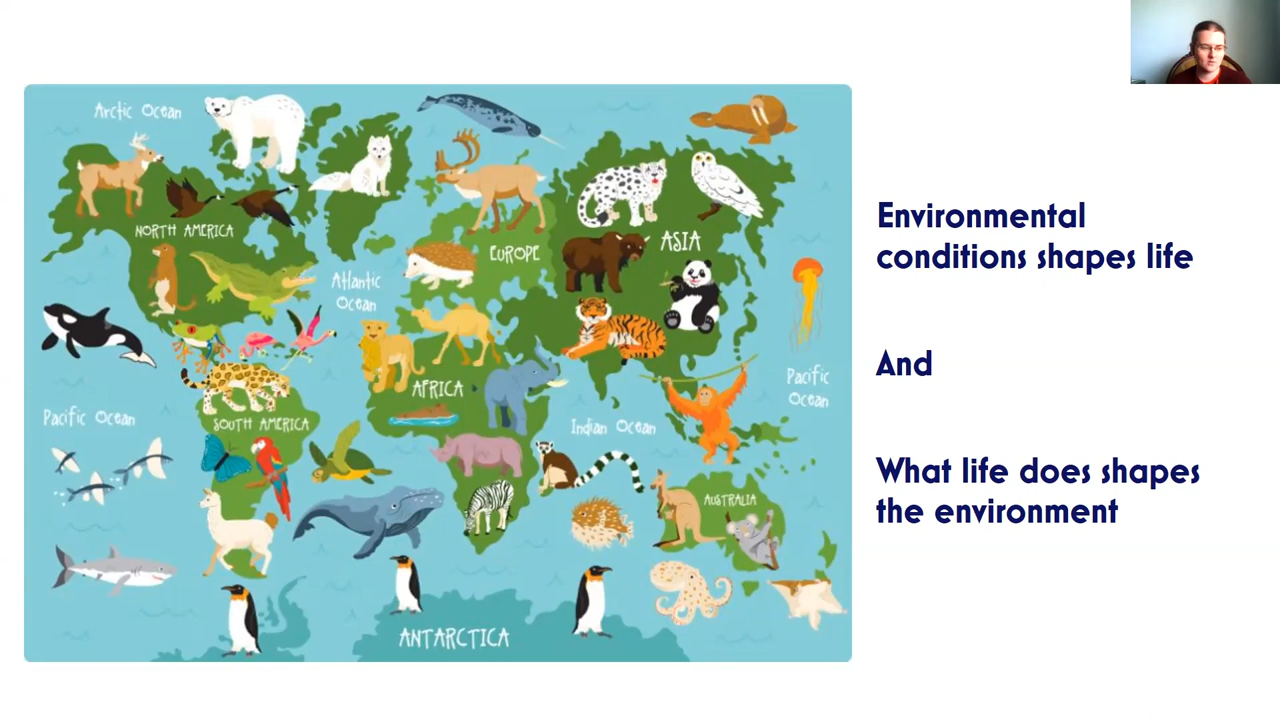 Arctic Ocean
NORTH AMERICA
EUROPE
ASIA
Atlantic
Ocean
AFRICA
Pacific
Ocean
Pacific Ocean
SOUTH AMERICA
Indian Ocean
AUSTRALIA
ANTARCTICA
Environmental
conditions shapes life
And
What life does shapes
the environment